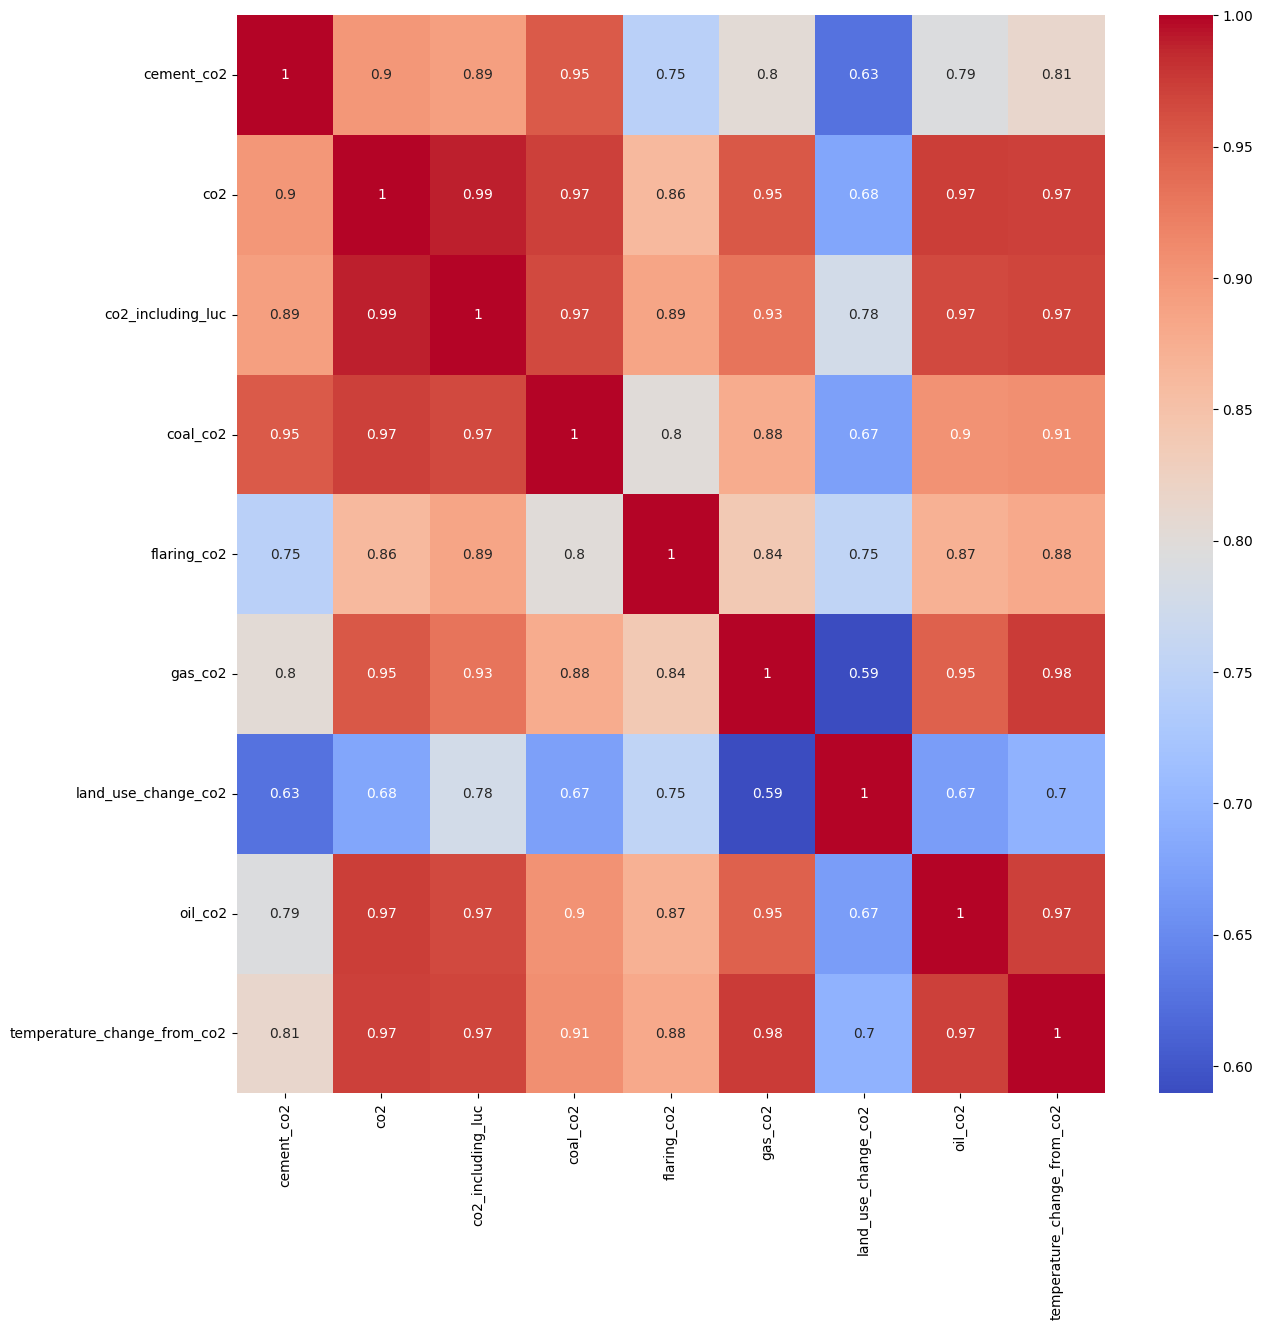 cement_co2 1 0.9 0.89 0.95 0.75 0.8 0.63 0.79 0.81
co2 0.9 1 0.99 0.97 0.86 0.95 0.68 0.97 0.97
co2_including_luc 0.89 0.99 1 0.97 0.89 0.93 0.78 0.97 0.97
coal_co2 0.95 0.97 0.97 1 0.8 0.88 0.67 0.9 0.91
flaring_co2 0.75 0.86 0.89 0.8 1 0.84 0.75 0.87 0.88
gas_co2 0.8 0.95 0.93 0.88 0.84 1 0.59 0.95 0.98
land_use_change_co2 0.63 0.68 0.78 0.67 0.75 0.59 1 0.67 0.7
oil_co2 0.79 0.97 0.97 0.9 0.87 0.95 0.67 1 0.97
temperature_change_from_co2 0.81 0.97 0.97 0.91 0.88 0.98 0.7 0.97 1
cement_co2
co2
co2_including_luc
coal_co2
flaring_co2
gas_co2
land_use_change_co2
oil_co2
temperature_change_from_co2
1.00
0.95
0.90
0.85
0.80
0.75
0.70
0.65
0.60